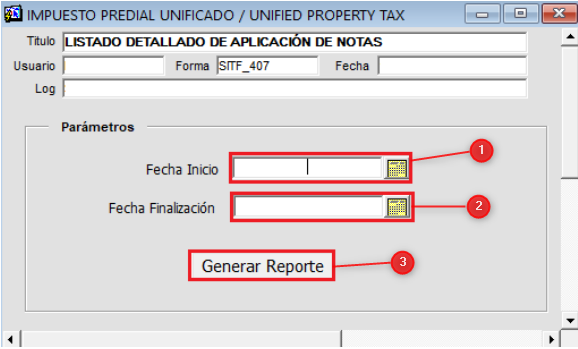 IMPUESTO PREDIAL UNIFICADO / UNIFIED PROPERTY TAX
Titulo LISTADO DETALLADO DE APLICACIÓN DE NOTAS
Usuario Forma SITF_407 Fecha
Log
Parámetros
Fecha Inicio 1
Fecha Finalización 2
Generar Reporte 3